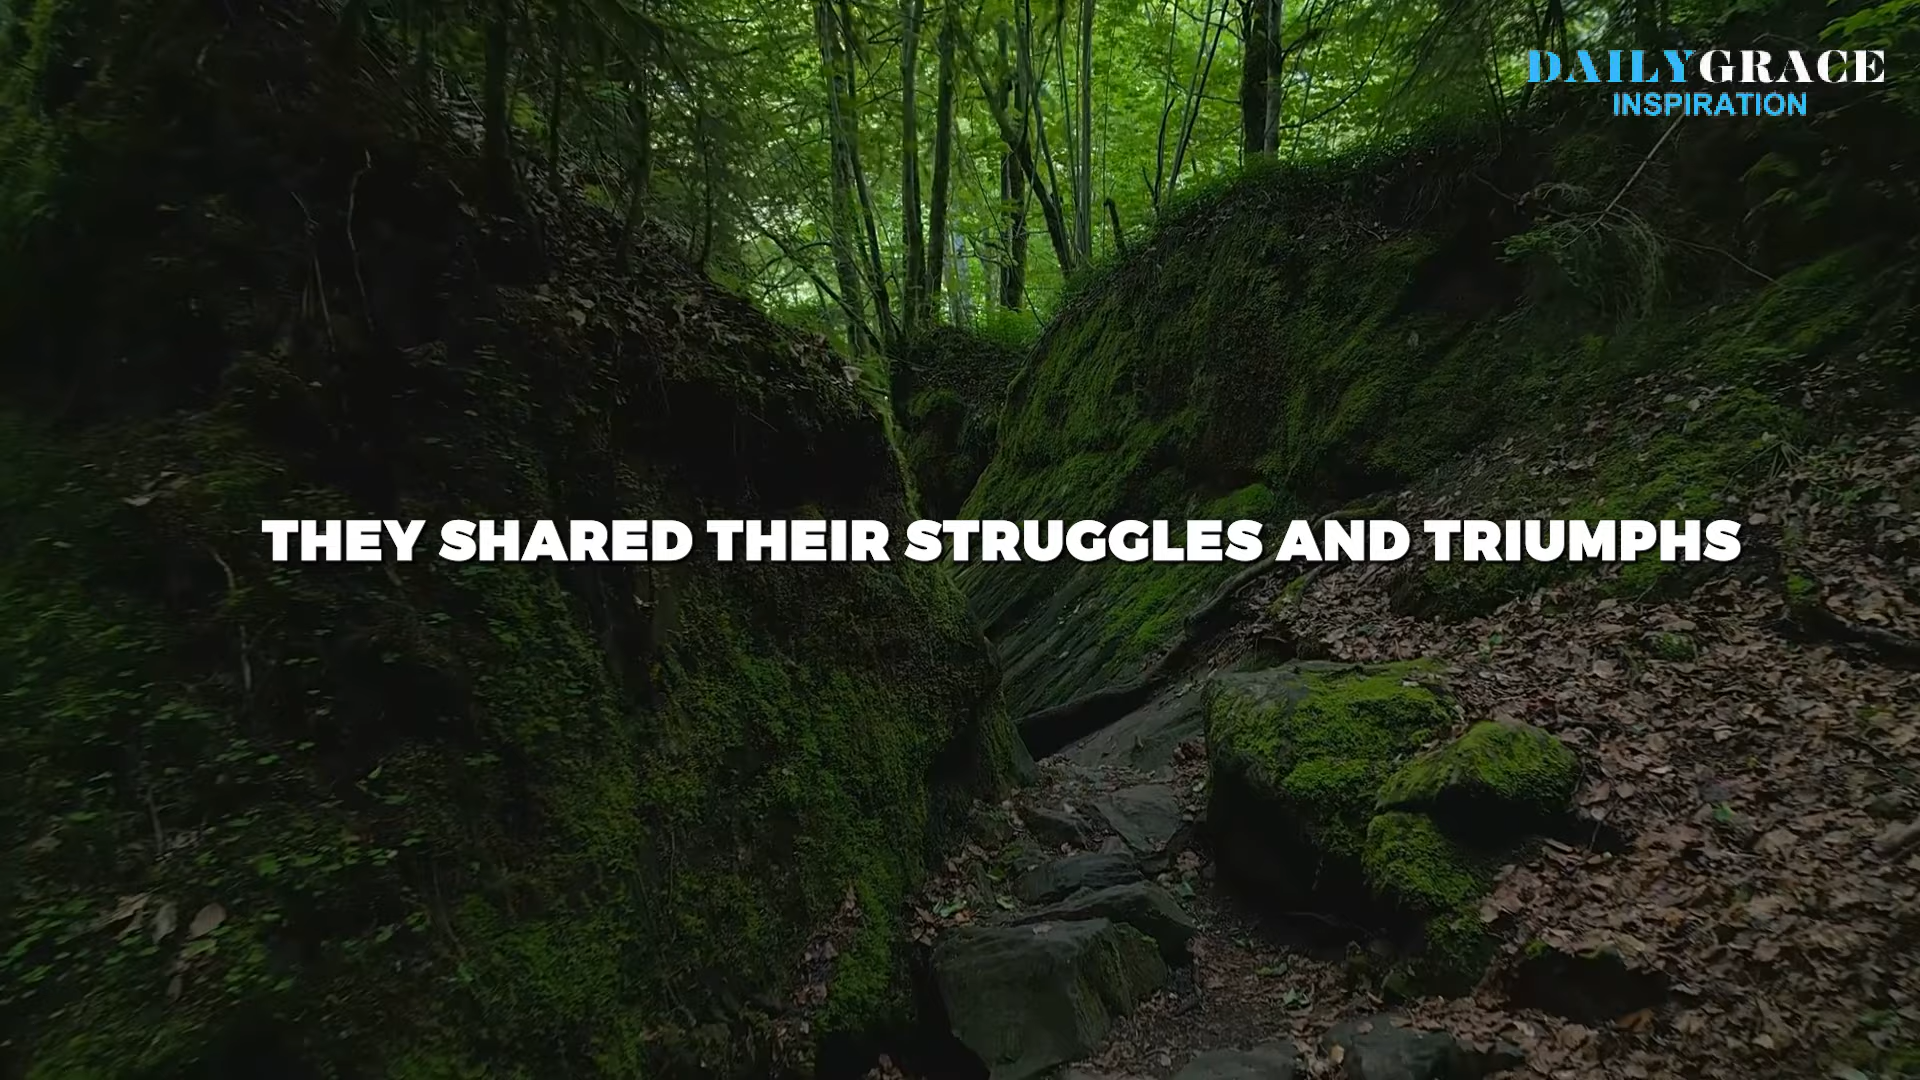 DAILYGRACE
INSPIRATION
THEY SHARED THEIR STRUGGLES AND TRIUMPHS